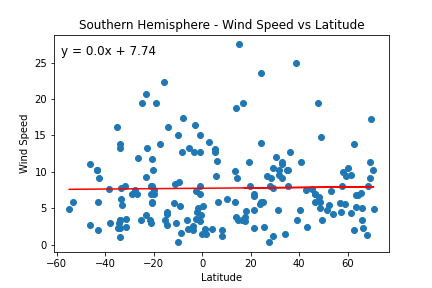 Southern Hemisphere - Wind Speed vs Latitude
y = 0.0x + 7.74
25
20
15
10
5
0
Wind Speed
−60 −40 −20 0 20 40 60
Latitude